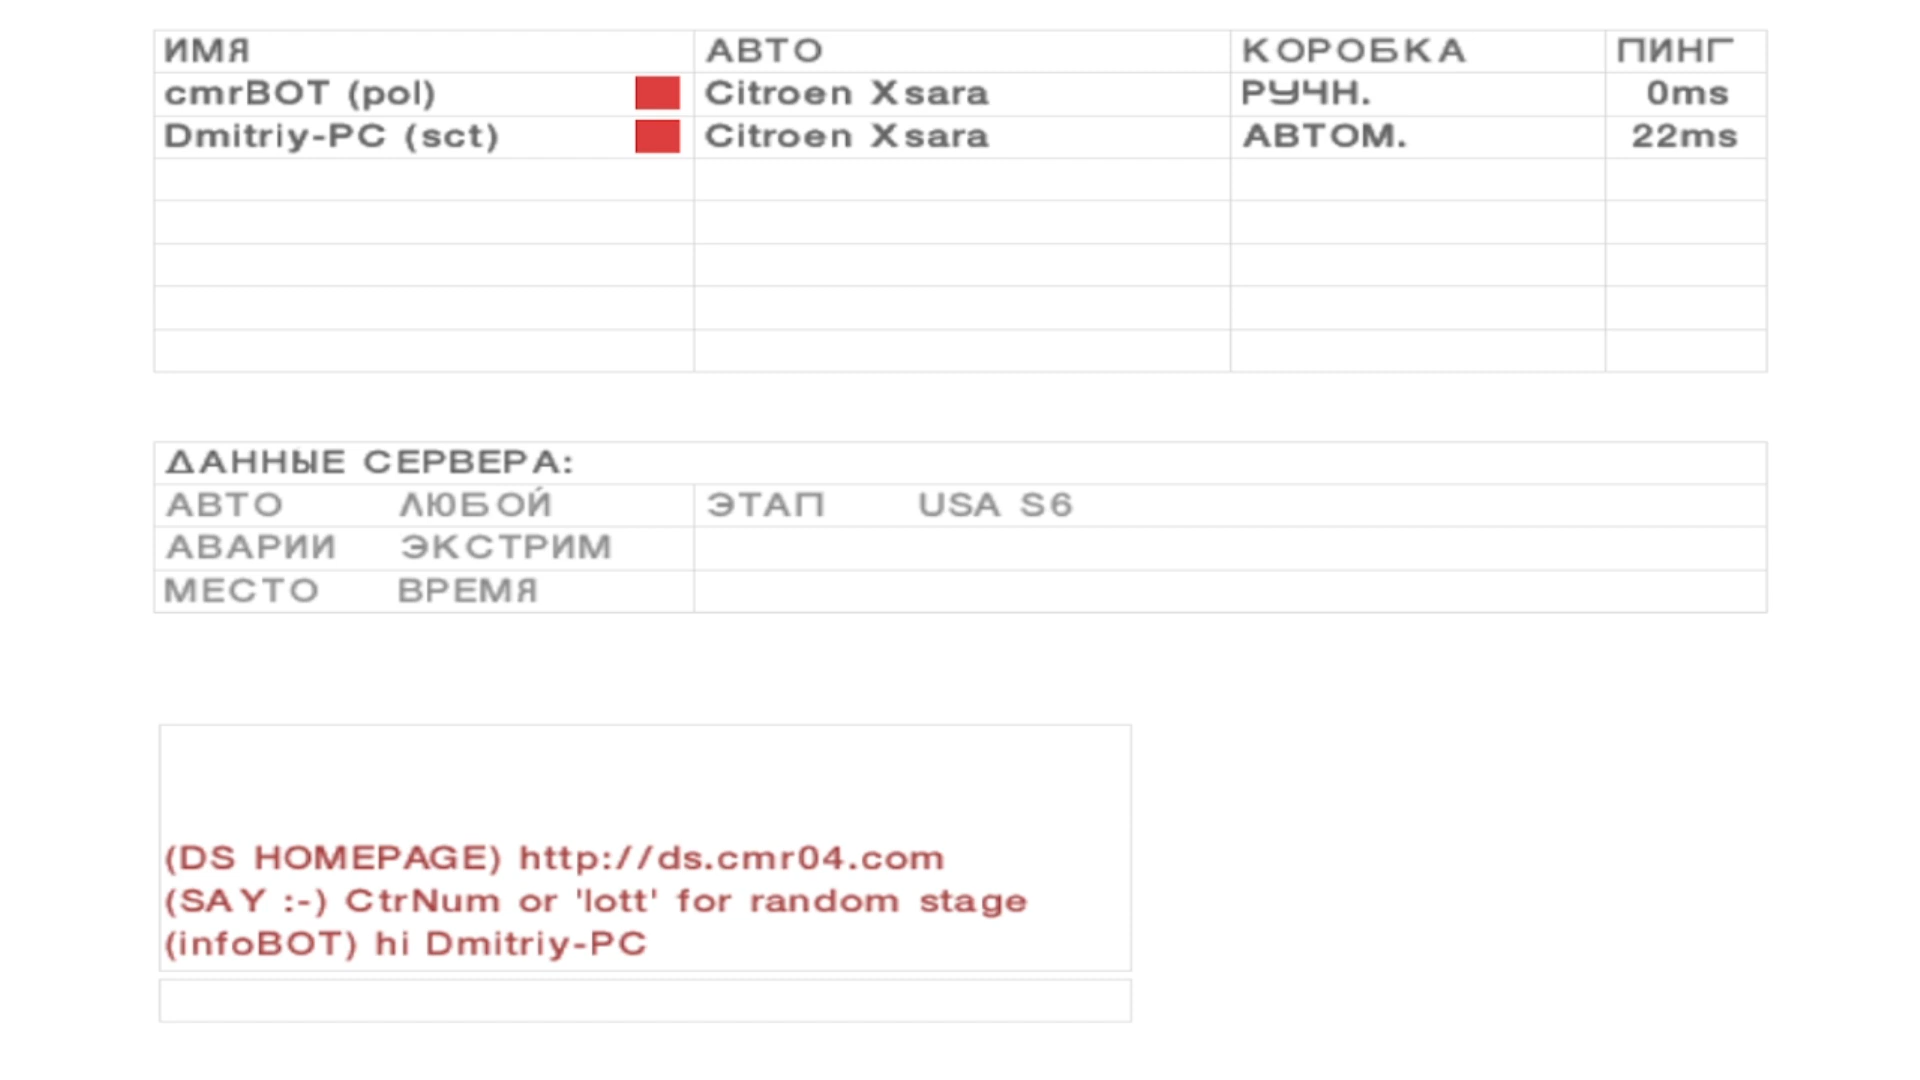 ИМЯ АВТО КОРОБКА ПИНГ
cmrBOT (pol) Citroen Xsara РУЧН. 0ms
Dmitriy-PC (sct) Citroen Xsara АВТОМ. 22ms
ДАННЫЕ СЕРВЕРА:
АВТО ЛЮБОЙ ЭТАП USA S6
АВАРИИ ЭКСТРИМ
МЕСТО ВРЕМЯ
(DS HOMEPAGE) http://ds.cmr04.com
(SAY :-) CtrNum or 'lott' for random stage
(infoBOT) hi Dmitriy-PC